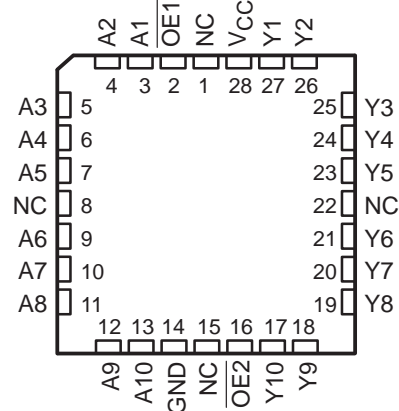 A2 A1 OE1 NC VCC Y1 Y2
4 3 2 1 28 27 26
A3 5 25 Y3
A4 6 24 Y4
A5 7 23 Y5
NC 8 22 NC
A6 9 21 Y6
A7 10 20 Y7
A8 11 19 Y8
12 13 14 15 16 17 18
A9 A10 GND NC OE2 Y10 Y9